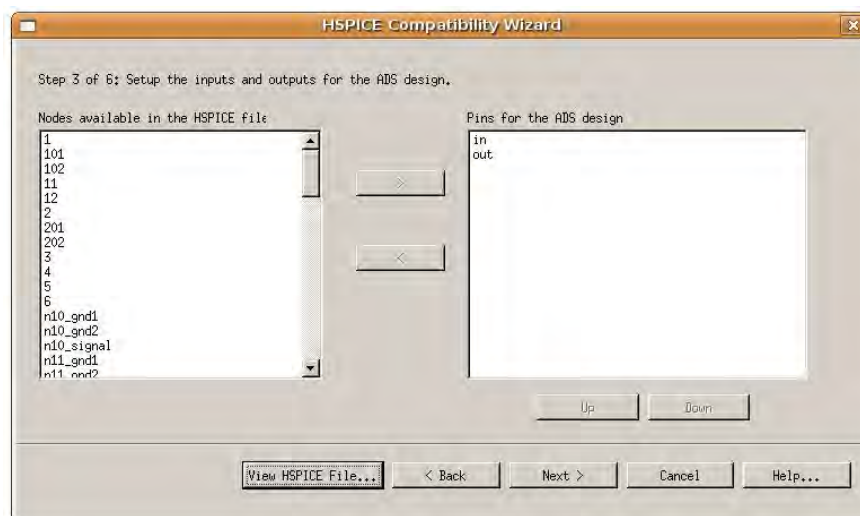 HSPICE Compatibility Wizard
Step 3 of 6: Setup the inputs and outputs for the ADS design.
Nodes available in the HSPICE file
1
101
102
11
12
2
201
202
3
4
5
6
n10_gnd1
n10_gnd2
n10_signal
n11_gnd1
n11_gnd2
>
<
Pins for the ADS design
in
out
Up
Down
View HSPICE File...
< Back
Next >
Cancel
Help...